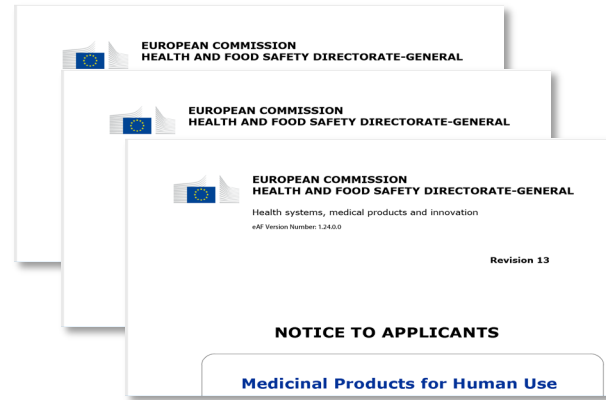 EUROPEAN COMMISSION
HEALTH AND FOOD SAFETY DIRECTORATE-GENERAL
EUROPEAN COMMISSION
HEALTH AND FOOD SAFETY DIRECTORATE-GENERAL
EUROPEAN COMMISSION
HEALTH AND FOOD SAFETY DIRECTORATE-GENERAL
Health systems, medical products and innovation
eAF Version Number: 1.24.0.0
Revision 13
NOTICE TO APPLICANTS
Medicinal Products for Human Use